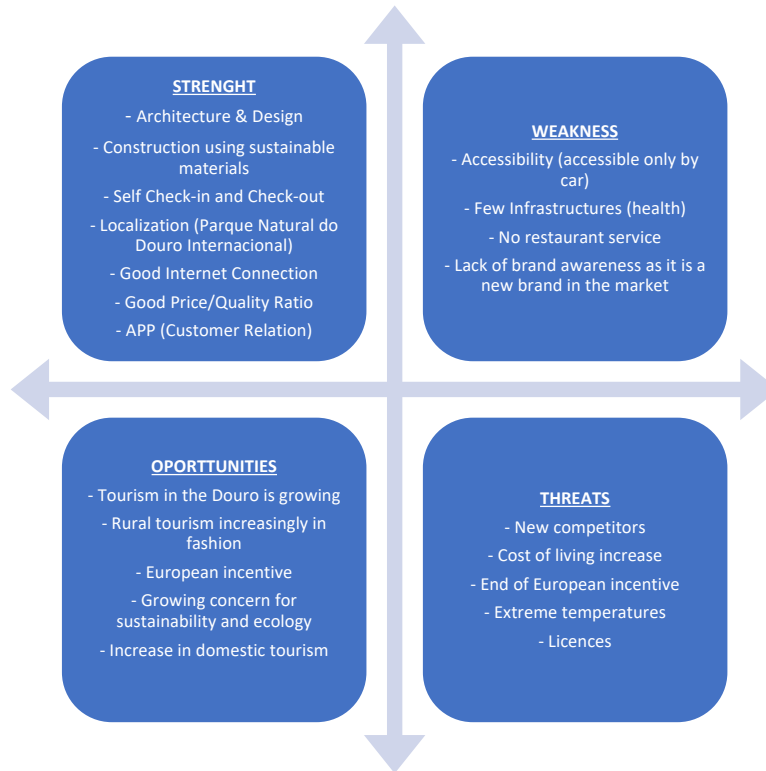 STRENGHT
- Architecture & Design
- Construction using sustainable
materials
- Self Check-in and Check-out
- Localization (Parque Natural do
Douro Internacional)
- Good Internet Connection
- Good Price/Quality Ratio
- APP (Customer Relation)
WEAKNESS
- Accessibility (accessible only by
car)
- Few Infrastructures (health)
- No restaurant service
- Lack of brand awareness as it is a
new brand in the market
OPORTTUNITIES
- Tourism in the Douro is growing
- Rural tourism increasingly in
fashion
- European incentive
- Growing concern for
sustainability and ecology
- Increase in domestic tourism
THREATS
- New competitors
- Cost of living increase
- End of European incentive
- Extreme temperatures
- Licences